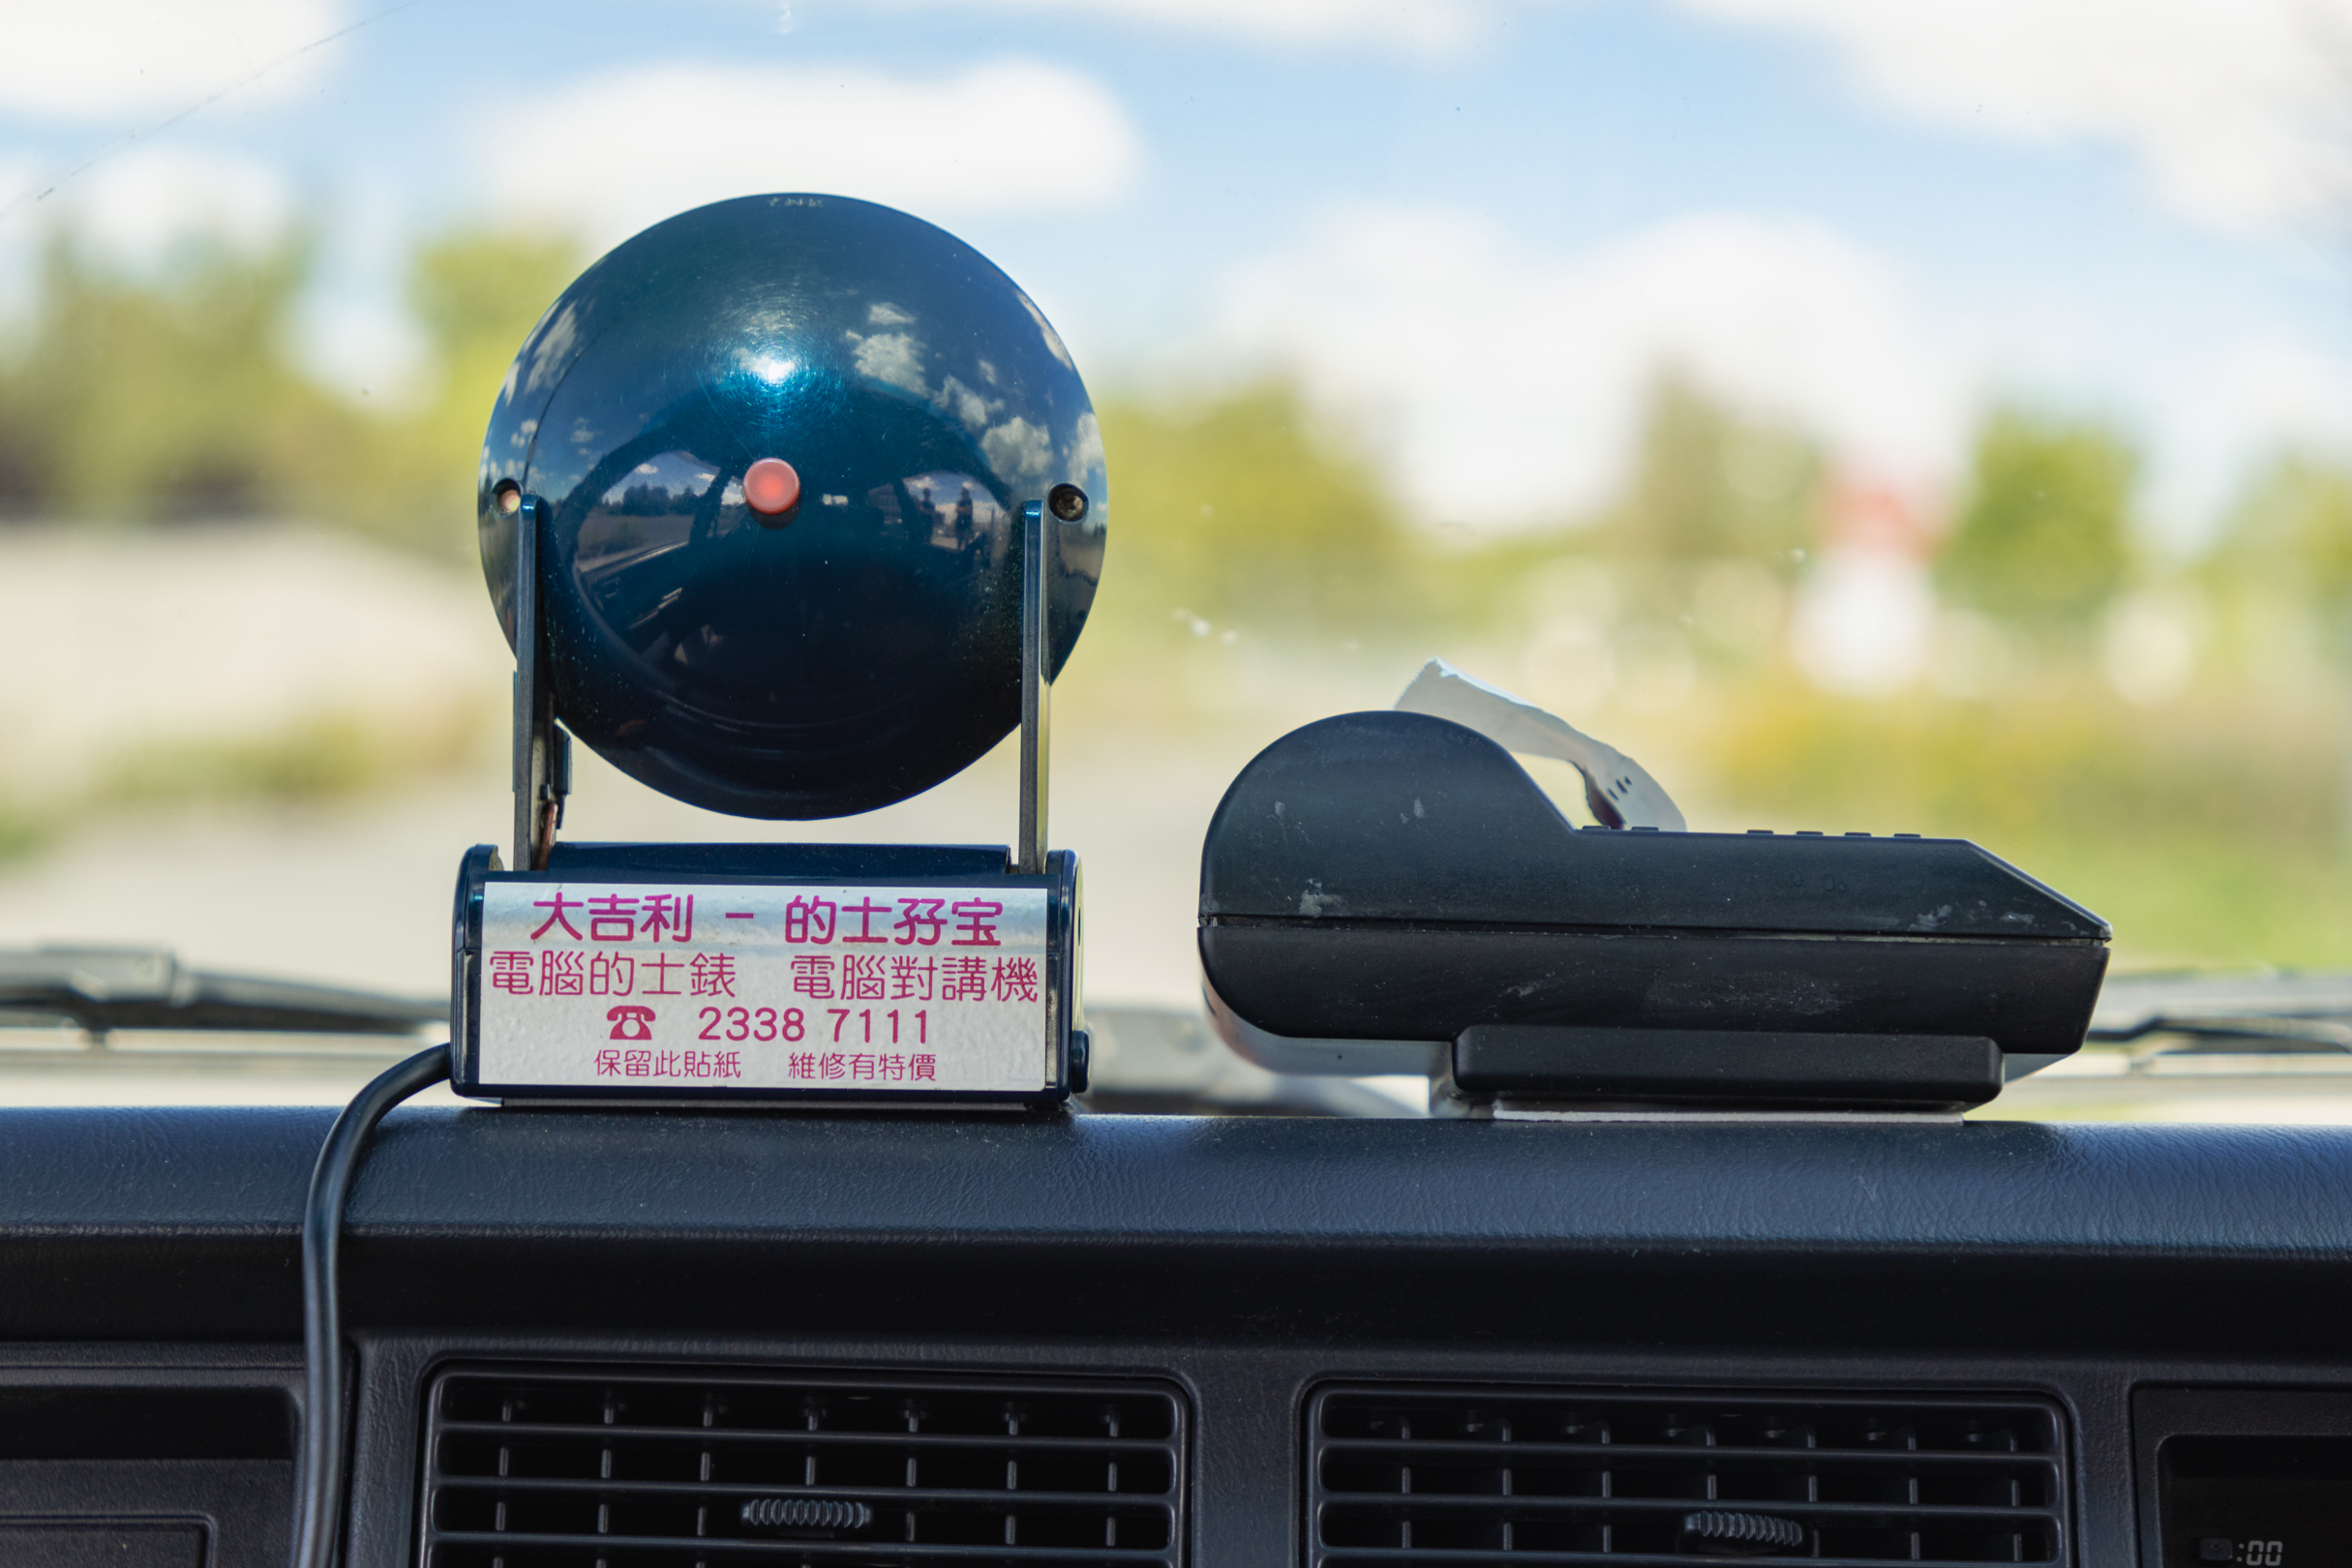 大吉利 - 的士孖宝
電腦的士錶 電腦對講機
☎ 2338 7111
保留此貼紙 維修有特價
:00